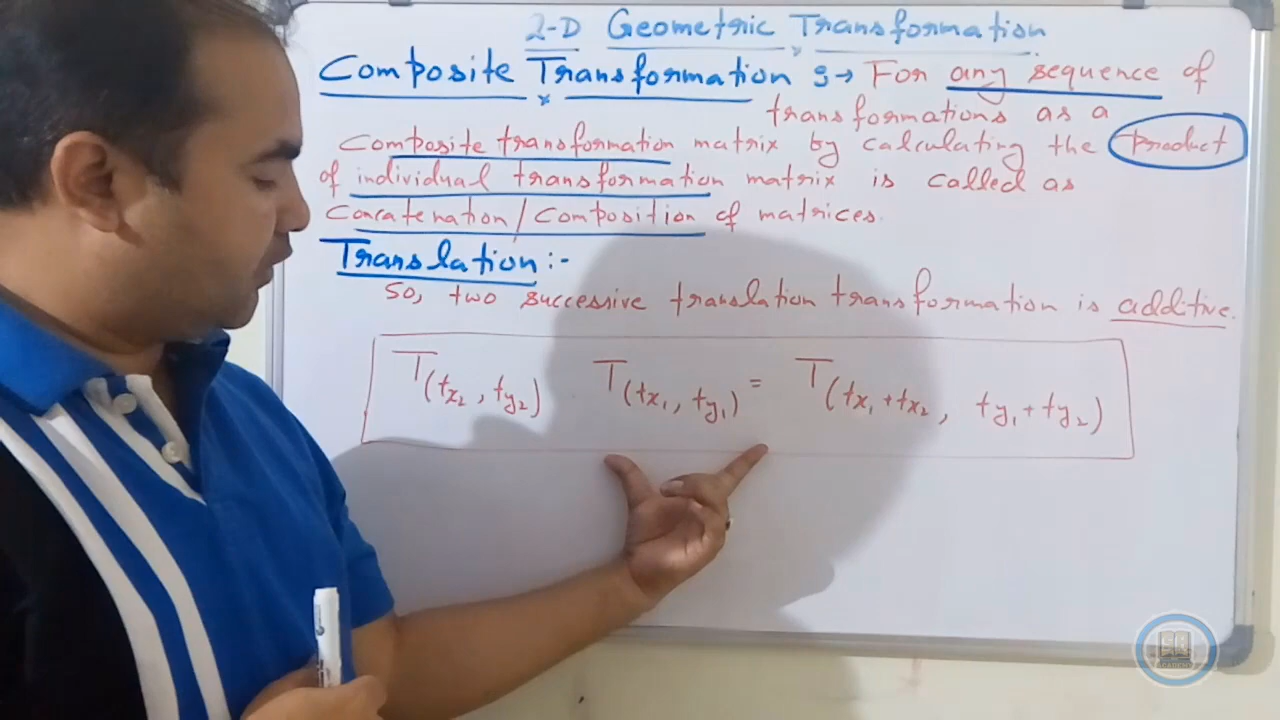 2-D Geometric Transformation
Composite Transformation :→ For any sequence of
transformations as a
Composite transformation matrix by calculating the Product
of individual transformation matrix is called as
Concatenation/Composition of matrices.
Translation:-
So, two successive translation transformation is additive.
T(tx₂, ty₂) . T(tx₁, ty₁) = T(tx₁+tx₂, ty₁+ty₂)
ACADEMY